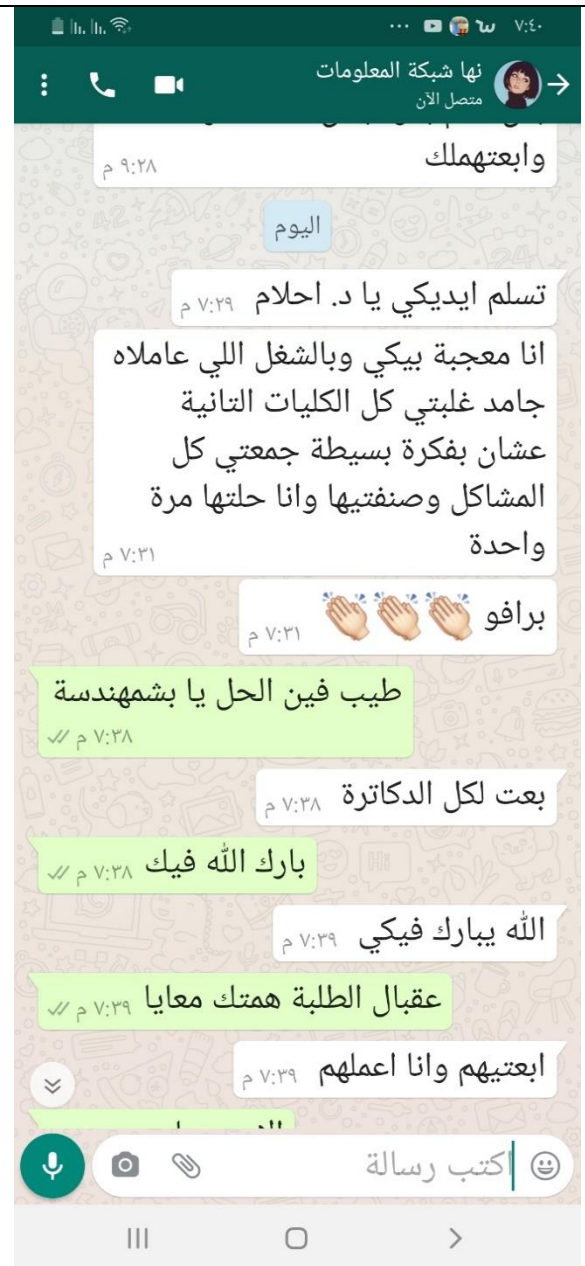 ٧:٤٠
نها شبكة المعلومات
متصل الآن
وابعتهملك
٩:٢٨ م
اليوم
تسلم ايديكي يا د. احلام ٧:٢٩ م
انا معجبة بيكي وبالشغل اللي عاملاه
جامد غلبتي كل الكليات التانية
عشان بفكرة بسيطة جمعتي كل
المشاكل وصنفتيها وانا حلتها مرة
واحدة
٧:٣١ م
برافو 👏🏻👏🏻👏🏻 ٧:٣١ م
طيب فين الحل يا بشمهندسة
٧:٣٨ م
بعت لكل الدكاترة ٧:٣٨ م
بارك الله فيك ٧:٣٨ م
الله يبارك فيكي ٧:٣٩ م
عقبال الطلبة همتك معايا ٧:٣٩ م
ابعتيهم وانا اعملهم ٧:٣٩ م
اكتب رسالة